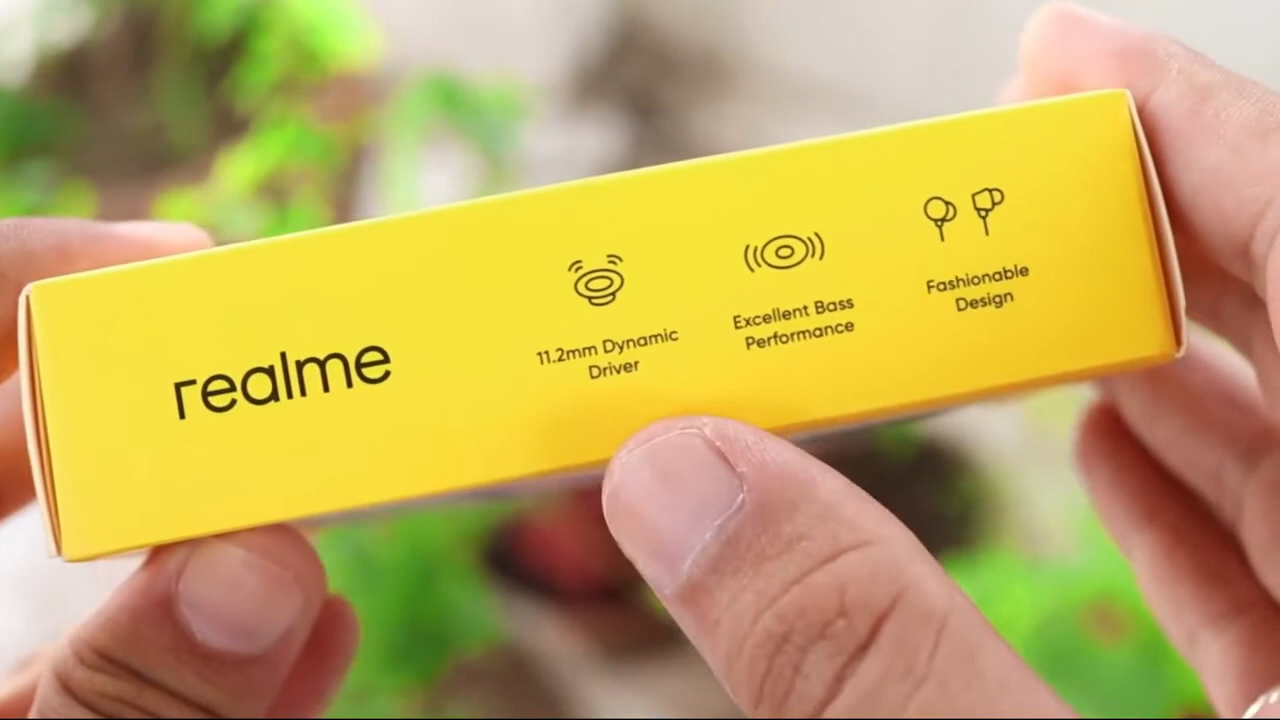 realme
11.2mm Dynamic
Driver
Excellent Bass
Performance
Fashionable
Design